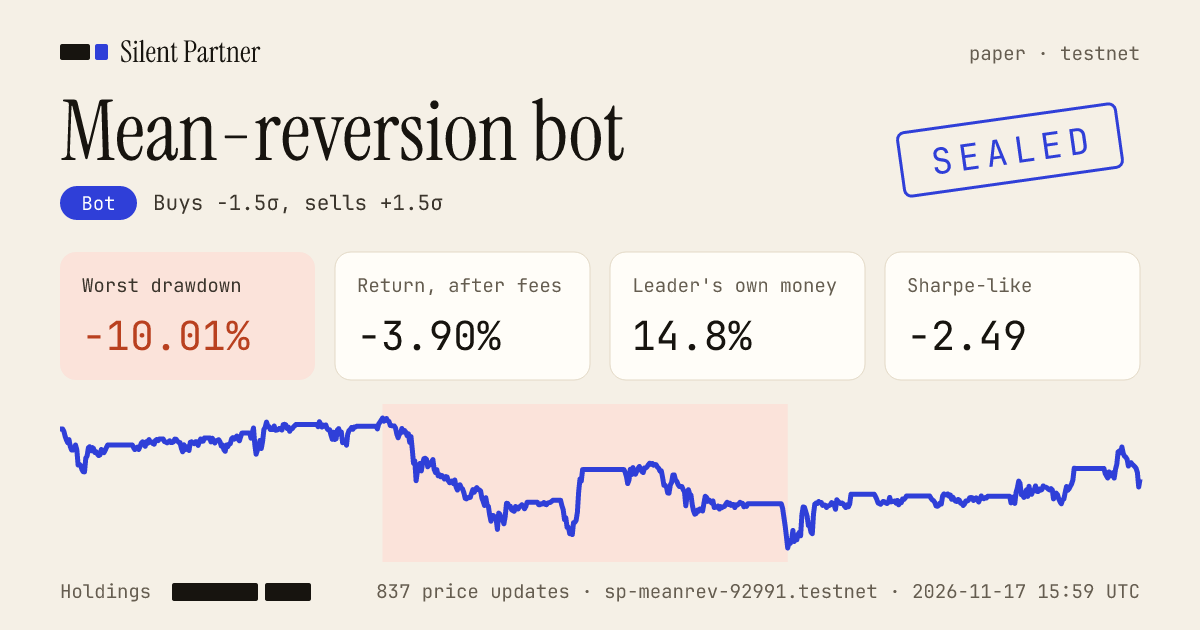 Silent Partner
paper · testnet
Mean-reversion bot
SEALED
Bot
Buys -1.5σ, sells +1.5σ
Worst drawdown
-10.01%
Return, after fees
-3.90%
Leader's own money
14.8%
Sharpe-like
-2.49
Holdings
837 price updates · sp-meanrev-92991.testnet · 2026-11-17 15:59 UTC